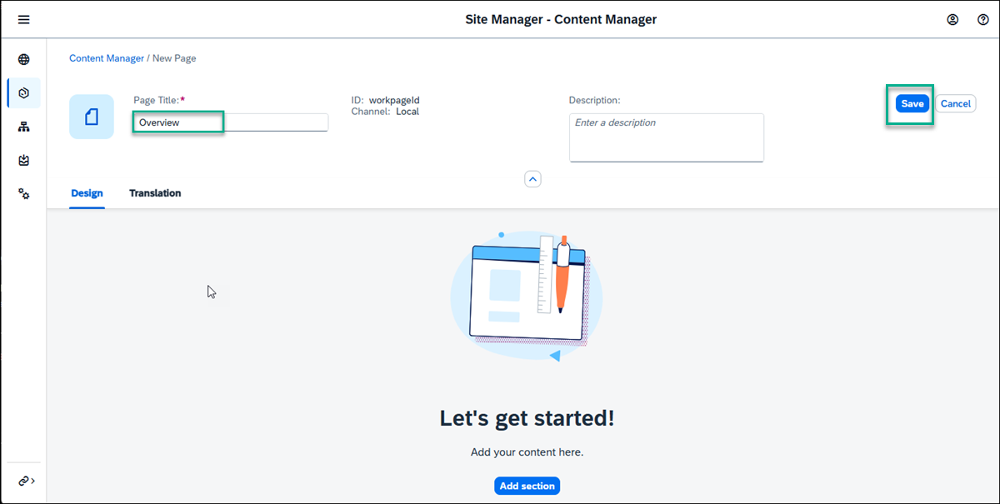 Site Manager - Content Manager
Content Manager / New Page
Page Title:*
Overview
ID: workpageId
Channel: Local
Description:
Enter a description
Save
Cancel
Design
Translation
Let's get started!
Add your content here.
Add section